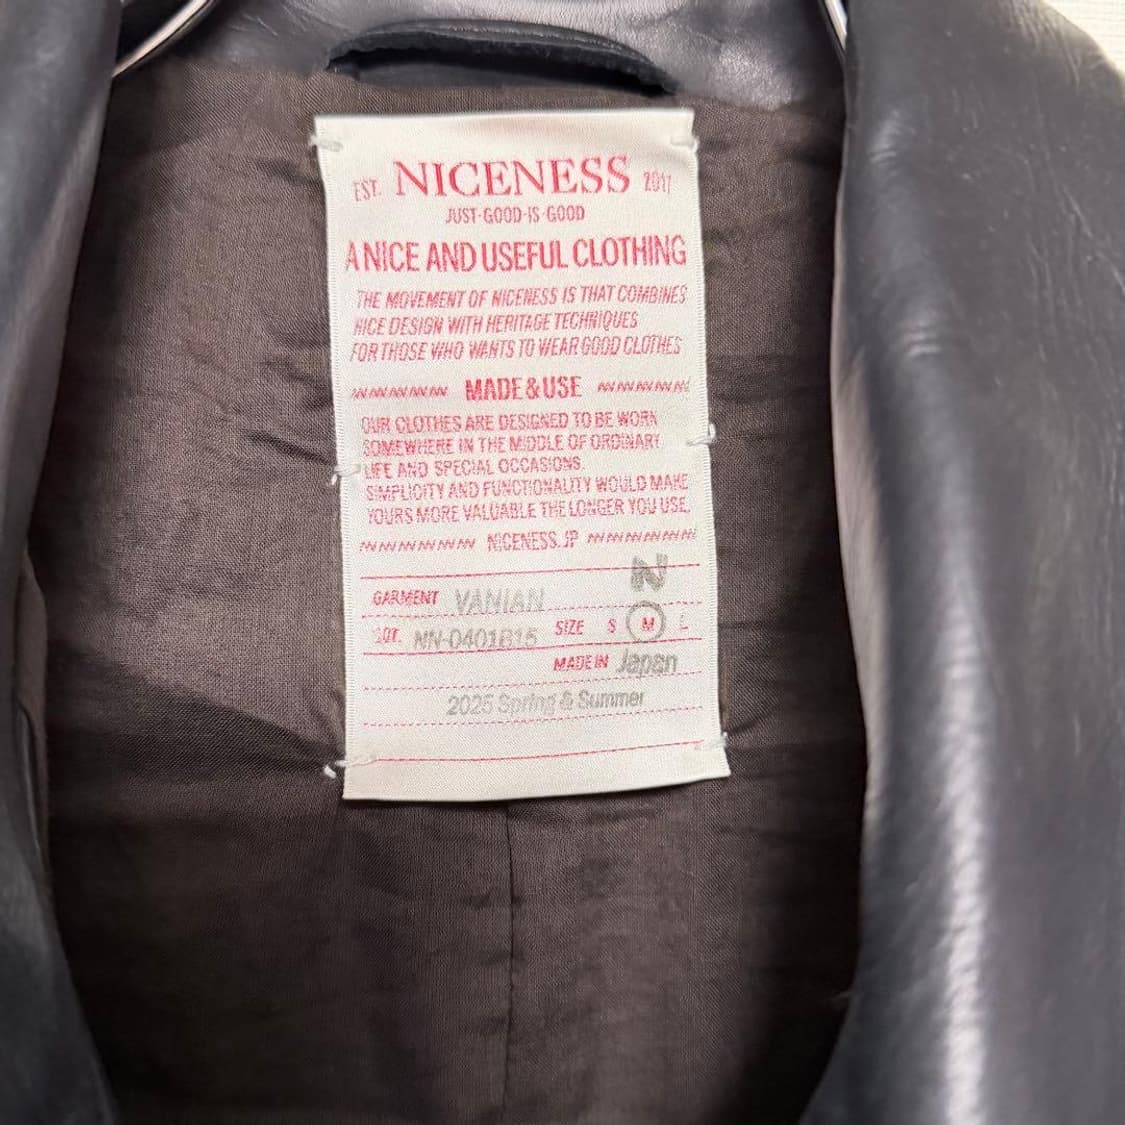 EST. NICENESS 2017
JUST-GOOD-IS-GOOD
A NICE AND USEFUL CLOTHING
THE MOVEMENT OF NICENESS IS THAT COMBINES
NICE DESIGN WITH HERITAGE TECHNIQUES
FOR THOSE WHO WANTS TO WEAR GOOD CLOTHES
MADE & USE
OUR CLOTHES ARE DESIGNED TO BE WORN
SOMEWHERE IN THE MIDDLE OF ORDINARY
LIFE AND SPECIAL OCCASIONS.
SIMPLICITY AND FUNCTIONALITY WOULD MAKE
YOURS MORE VALUABLE THE LONGER YOU USE.
NICENESS.JP
N
GARMENT VANIAN
LOT. NN-0401B15 SIZE S M L
MADE IN Japan
2025 Spring & Summer